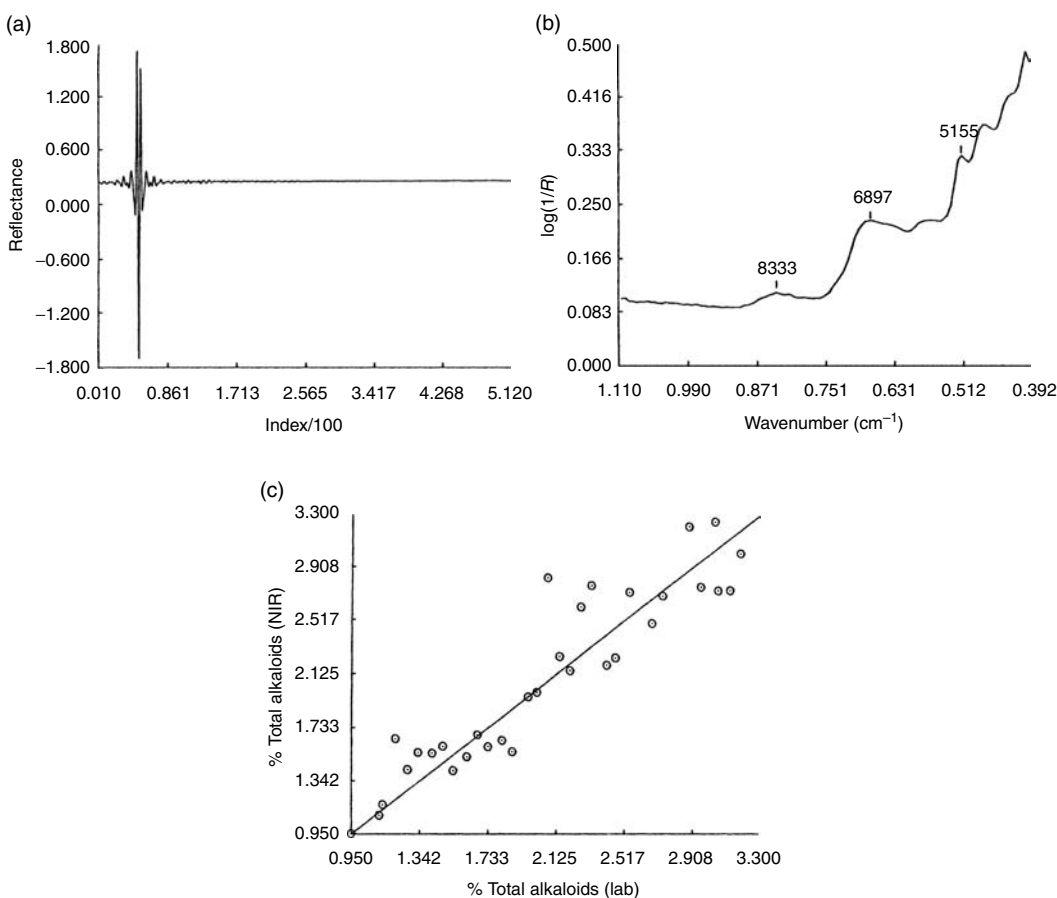 (a)
1.800
1.200
0.600
0.000
−0.600
−1.200
−1.800
Reflectance
0.010 0.861 1.713 2.565 3.417 4.268 5.120
Index/100
(b)
0.500
0.416
0.333
0.250
0.166
0.083
0.000
log(1/R)
8333
6897
5155
1.110 0.990 0.871 0.751 0.631 0.512 0.392
Wavenumber (cm⁻¹)
(c)
3.300
2.908
2.517
2.125
1.733
1.342
0.950
% Total alkaloids (NIR)
0.950 1.342 1.733 2.125 2.517 2.908 3.300
% Total alkaloids (lab)